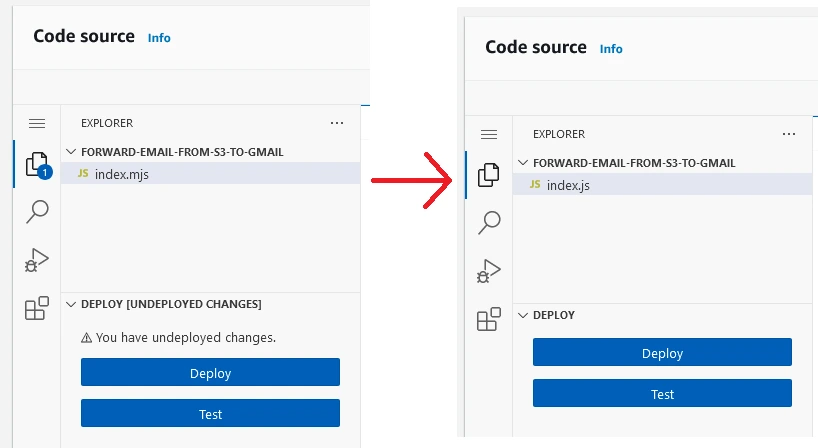 Code source Info
EXPLORER ...
FORWARD-EMAIL-FROM-S3-TO-GMAIL
1
JS index.mjs
DEPLOY [UNDEPLOYED CHANGES]
You have undeployed changes.
Deploy
Test
Code source Info
EXPLORER ...
FORWARD-EMAIL-FROM-S3-TO-GMAIL
JS index.js
DEPLOY
Deploy
Test